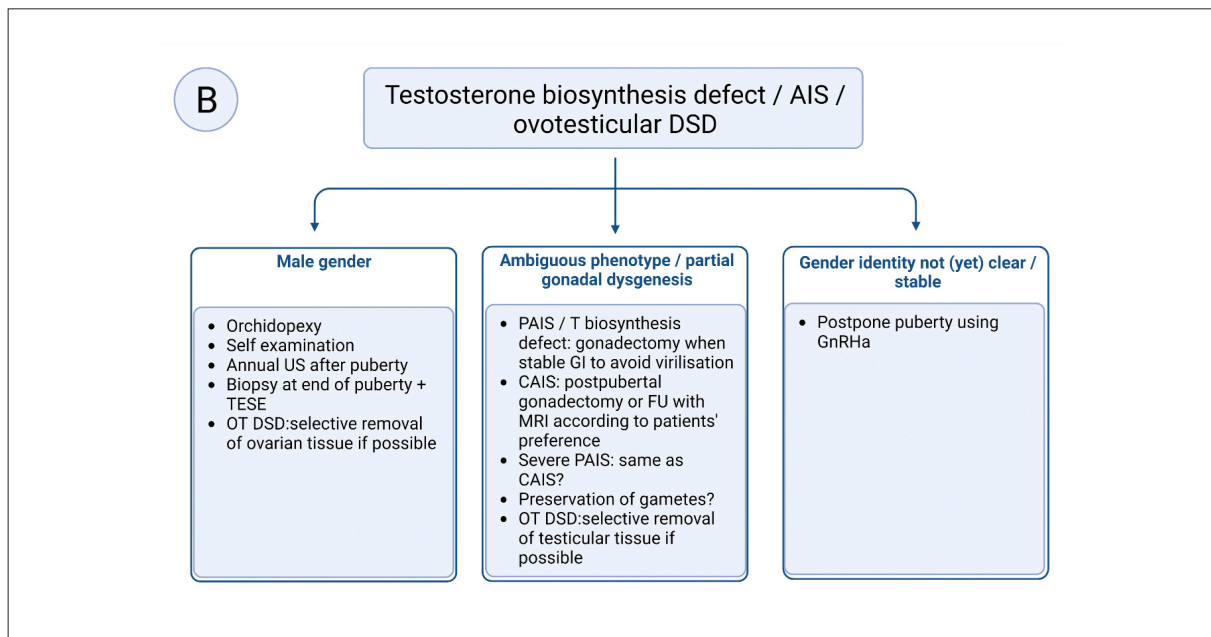 B
Testosterone biosynthesis defect / AIS /
ovotesticular DSD
Male gender
• Orchidopexy
• Self examination
• Annual US after puberty
• Biopsy at end of puberty +
TESE
• OT DSD:selective removal
of ovarian tissue if possible
Ambiguous phenotype / partial
gonadal dysgenesis
• PAIS / T biosynthesis
defect: gonadectomy when
stable GI to avoid virilisation
• CAIS: postpubertal
gonadectomy or FU with
MRI according to patients'
preference
• Severe PAIS: same as
CAIS?
• Preservation of gametes?
• OT DSD:selective removal
of testicular tissue if
possible
Gender identity not (yet) clear /
stable
• Postpone puberty using
GnRHa